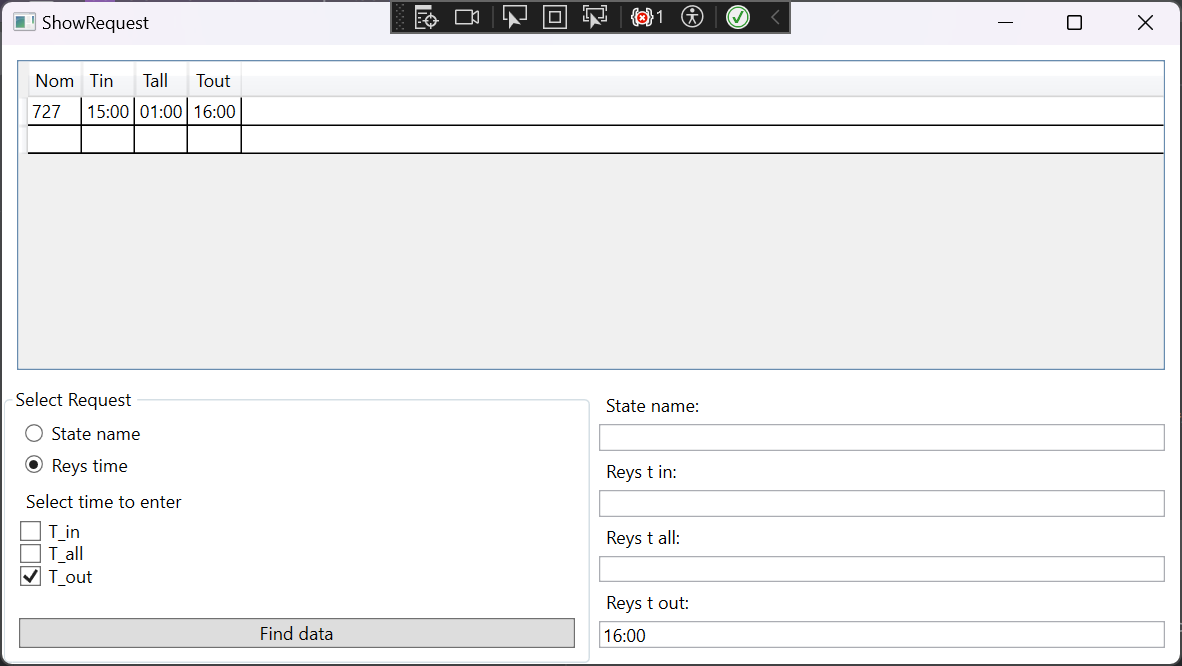 ShowRequest
1
Nom Tin Tall Tout
727 15:00 01:00 16:00
Select Request
State name
Reys time
Select time to enter
T_in
T_all
T_out
Find data
State name:
Reys t in:
Reys t all:
Reys t out:
16:00